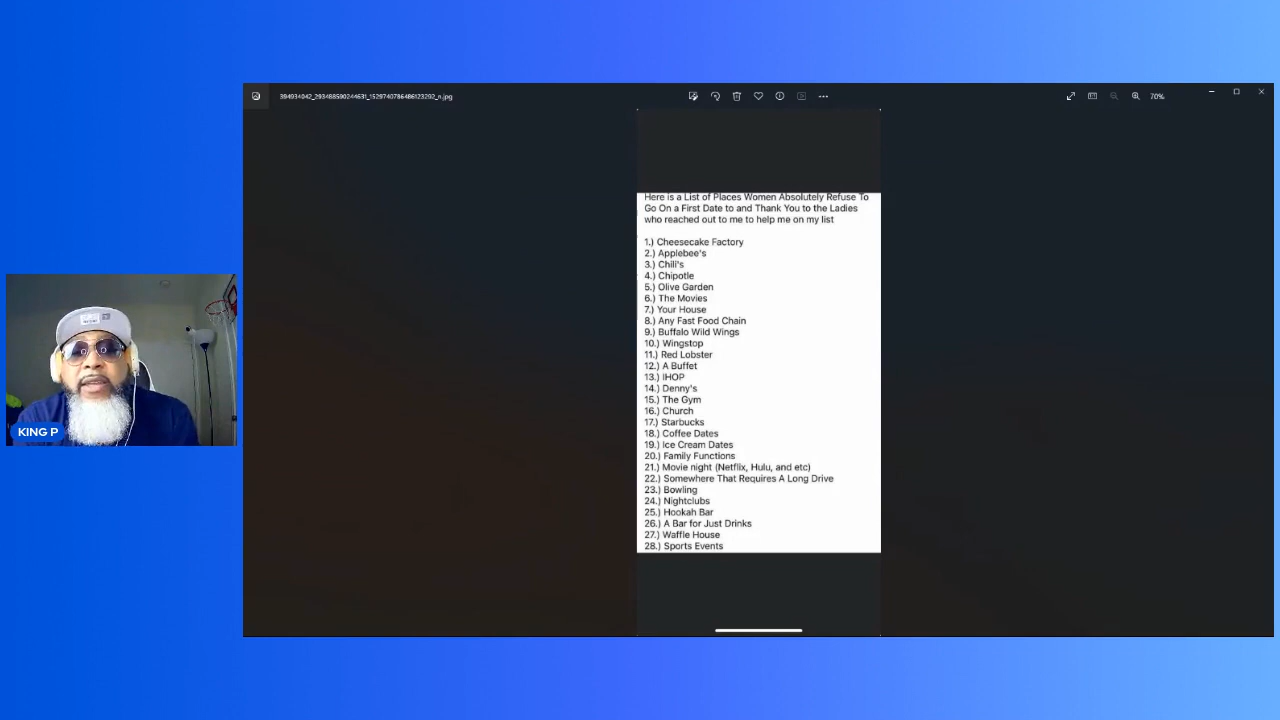 394934042_293488590244631_1529740786486123292_n.jpg
70%
Here is a List of Places Women Absolutely Refuse To
Go On a First Date to and Thank You to the Ladies
who reached out to me to help me on my list
1.) Cheesecake Factory
2.) Applebee's
3.) Chili's
4.) Chipotle
5.) Olive Garden
6.) The Movies
7.) Your House
8.) Any Fast Food Chain
9.) Buffalo Wild Wings
10.) Wingstop
11.) Red Lobster
12.) A Buffet
13.) IHOP
14.) Denny's
15.) The Gym
16.) Church
17.) Starbucks
18.) Coffee Dates
19.) Ice Cream Dates
20.) Family Functions
21.) Movie night (Netflix, Hulu, and etc)
22.) Somewhere That Requires A Long Drive
23.) Bowling
24.) Nightclubs
25.) Hookah Bar
26.) A Bar for Just Drinks
27.) Waffle House
28.) Sports Events
KING P